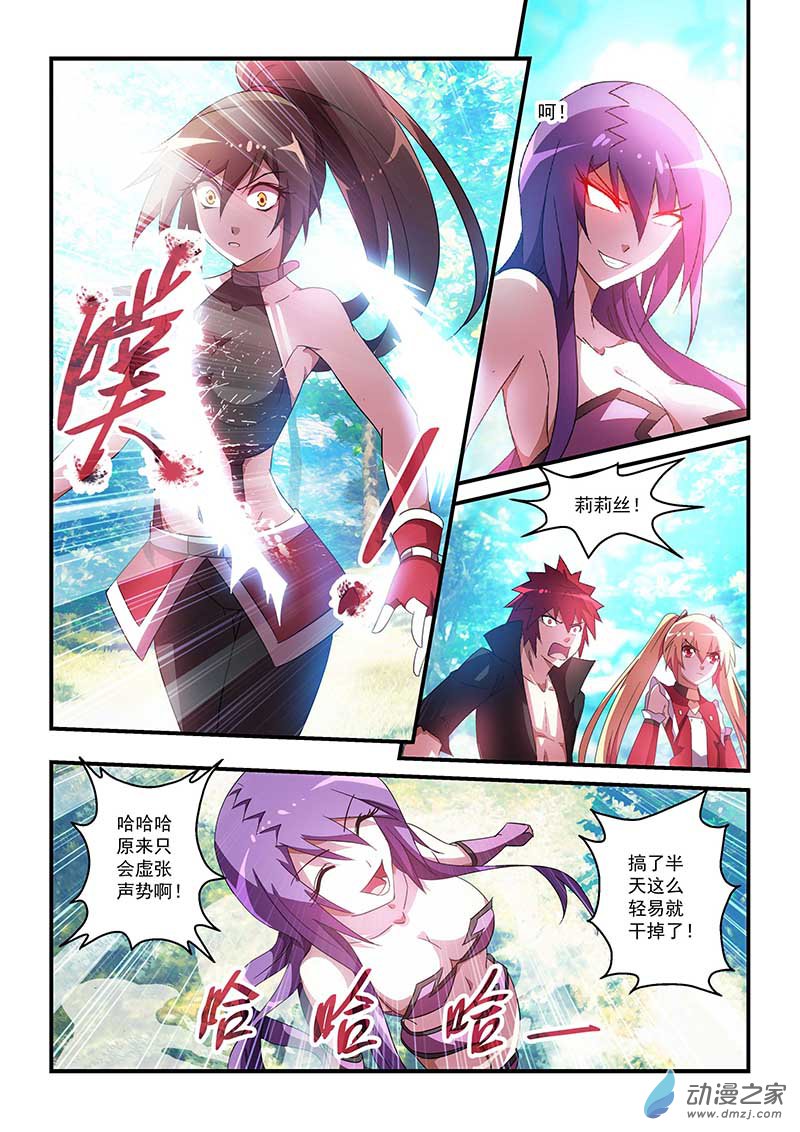 噗
呵！
莉莉丝！
哈哈哈
原来只
会虚张
声势啊！
搞了半
天这么
轻易就
干掉了！
哈哈哈—
动漫之家
www.dmzj.com